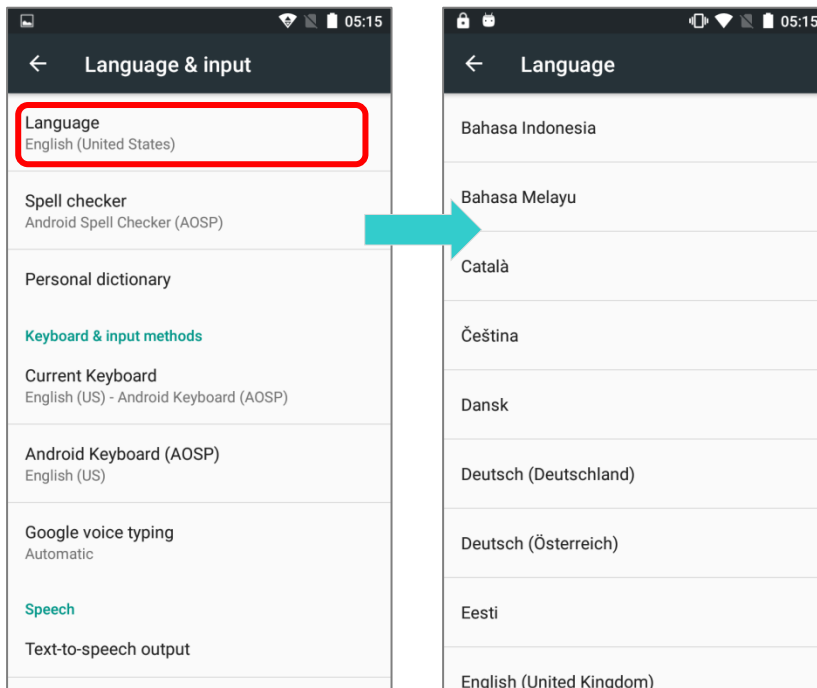 05:15
Language & input
Language
English (United States)
Spell checker
Android Spell Checker (AOSP)
Personal dictionary
Keyboard & input methods
Current Keyboard
English (US) - Android Keyboard (AOSP)
Android Keyboard (AOSP)
English (US)
Google voice typing
Automatic
Speech
Text-to-speech output
05:15
Language
Bahasa Indonesia
Bahasa Melayu
Català
Čeština
Dansk
Deutsch (Deutschland)
Deutsch (Österreich)
Eesti
English (United Kingdom)